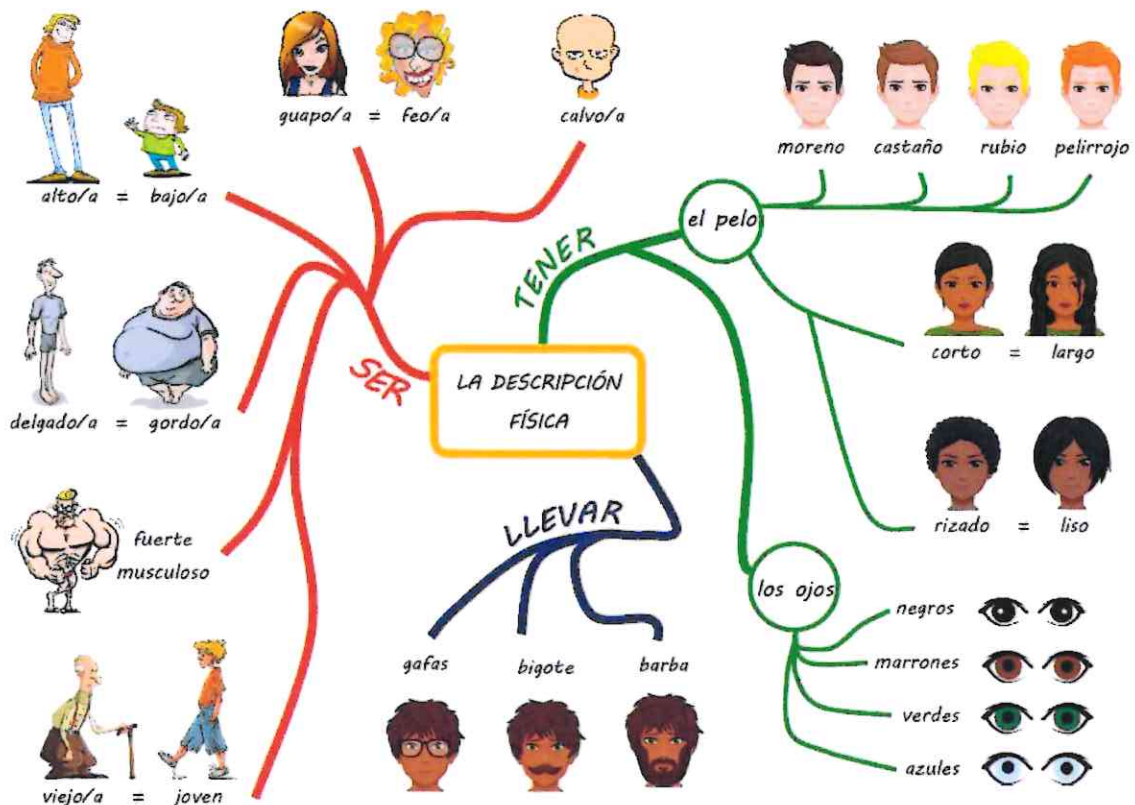 guapo/a = feo/a
calvo/a
moreno castaño rubio pelirrojo
alto/a = bajo/a
el pelo
TENER
corto = largo
SER
LA DESCRIPCIÓN
FÍSICA
delgado/a = gordo/a
LLEVAR
rizado = liso
fuerte
musculoso
los ojos
negros
gafas bigote barba
marrones
verdes
azules
viejo/a = joven